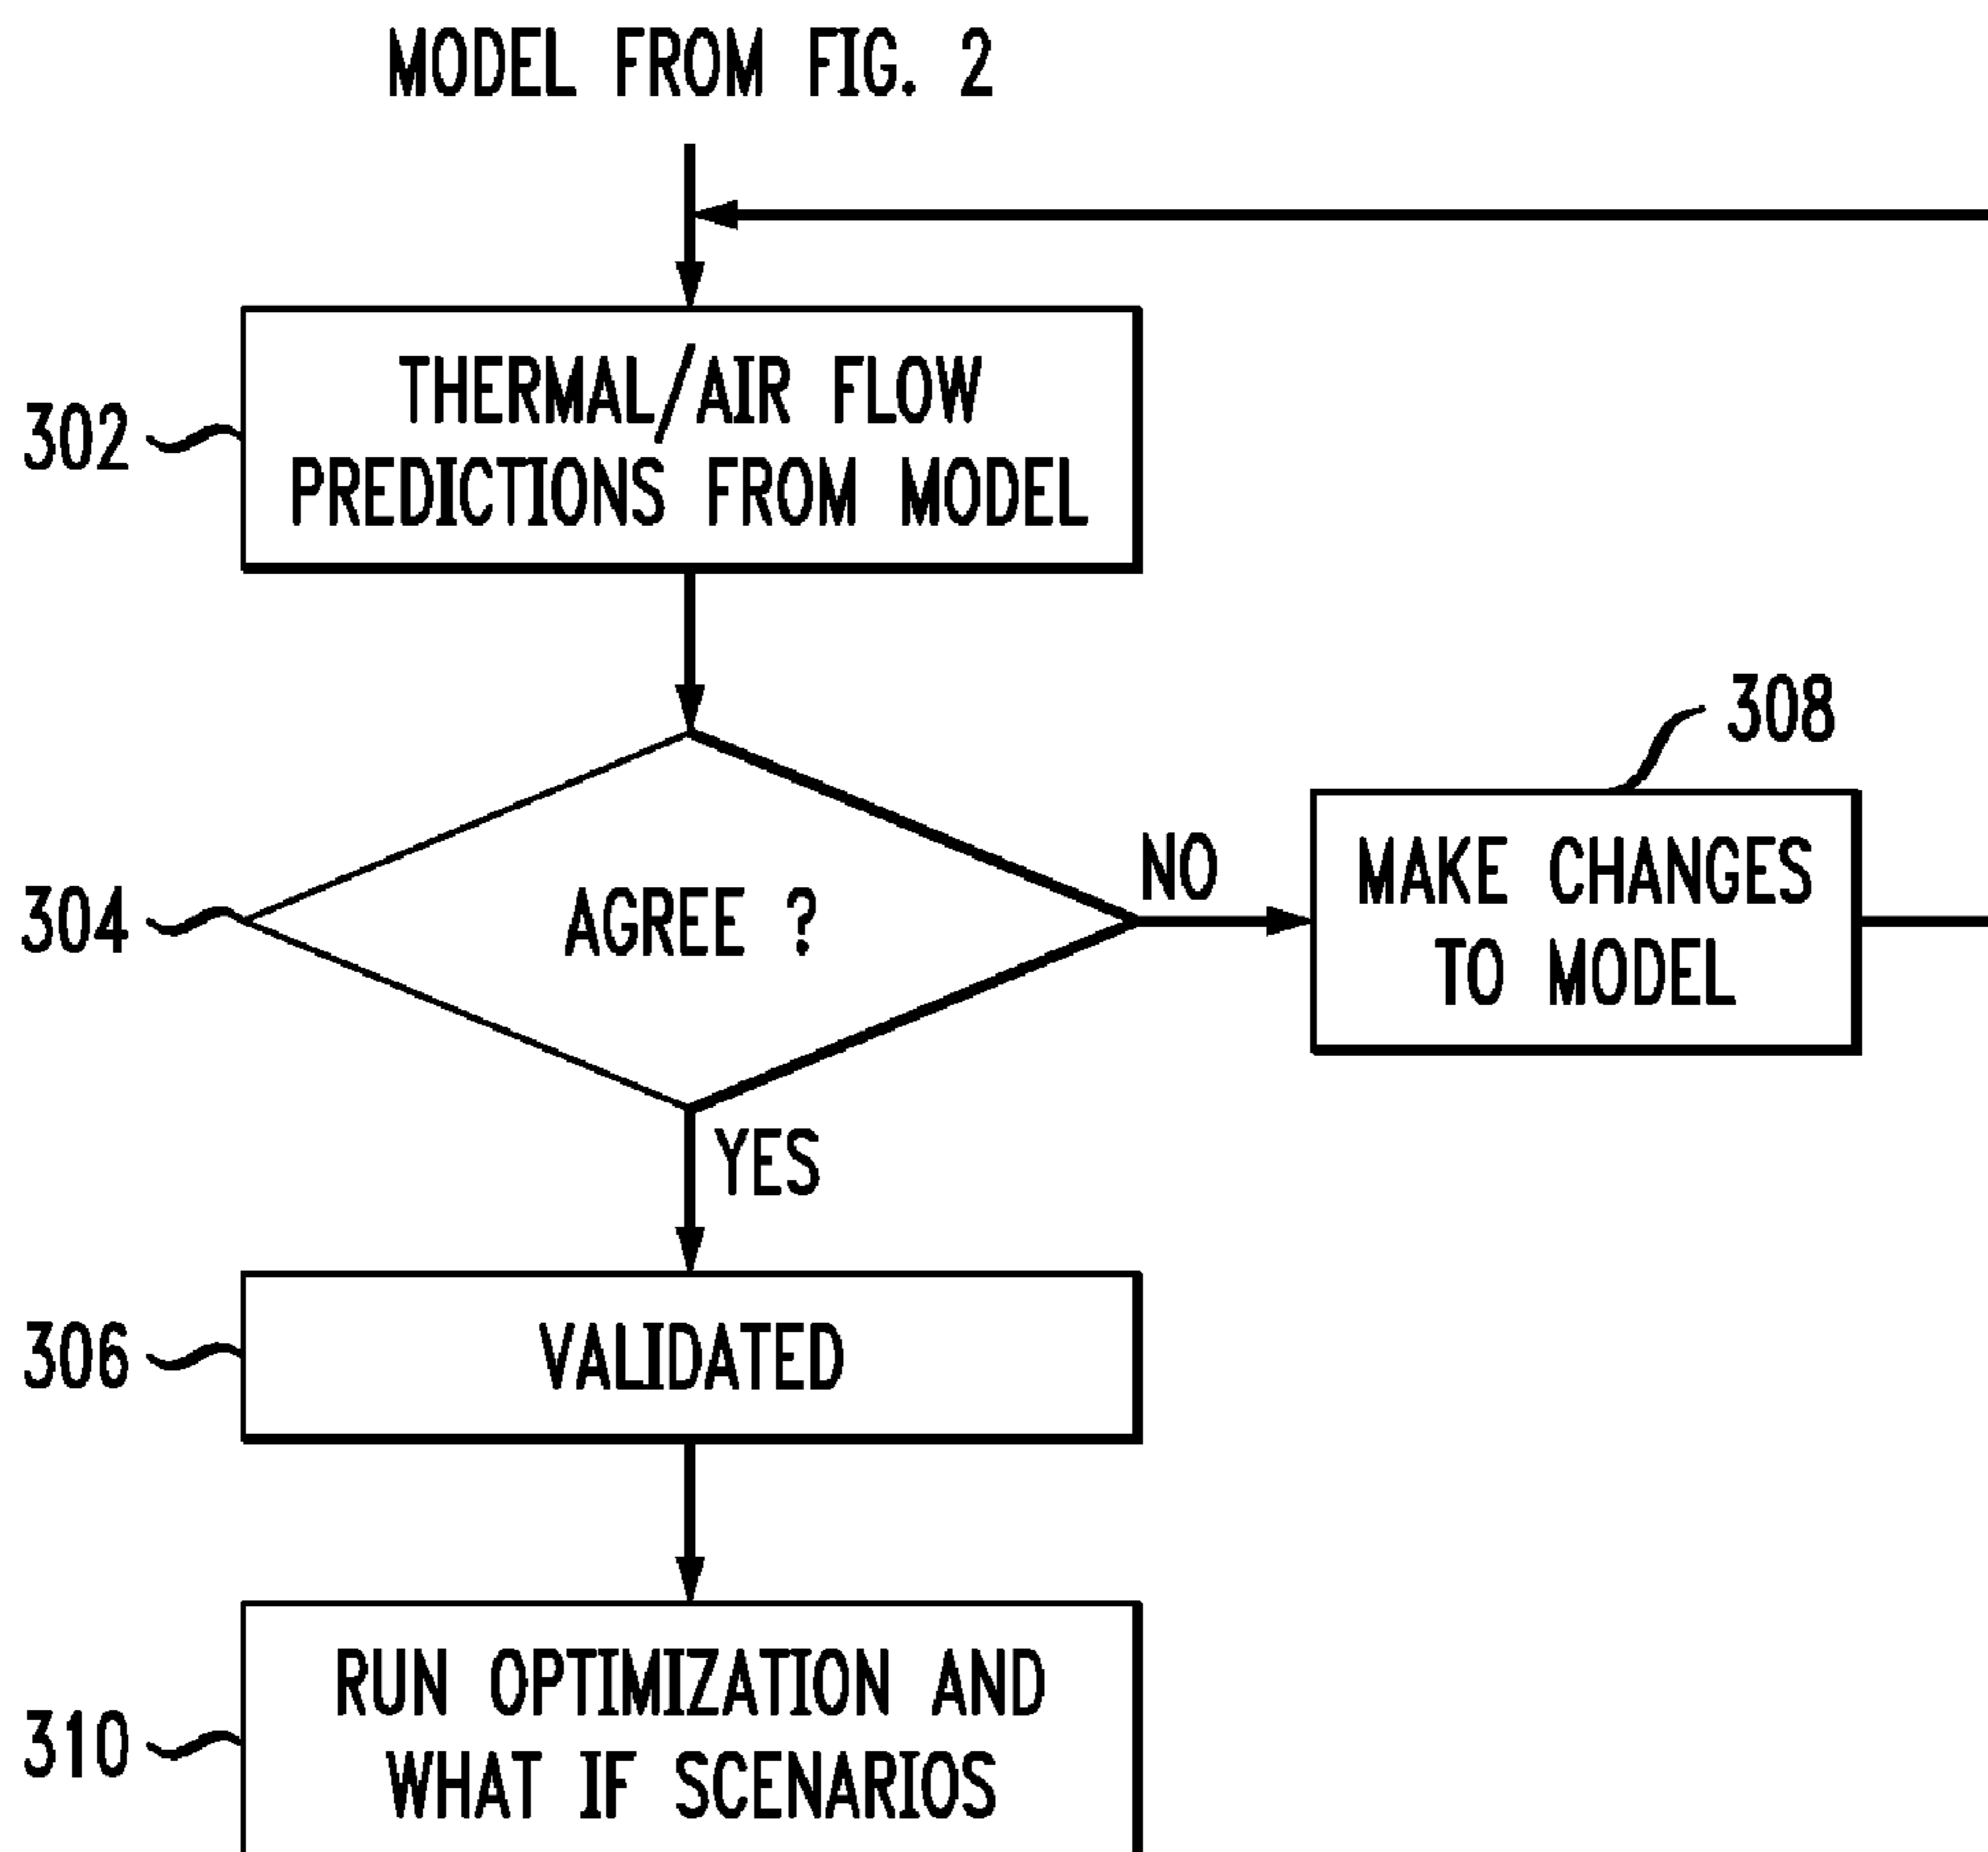 MODEL FROM FIG. 2
302
THERMAL/AIR FLOW
PREDICTIONS FROM MODEL
304
AGREE ?
NO
308
MAKE CHANGES
TO MODEL
YES
306
VALIDATED
310
RUN OPTIMIZATION AND
WHAT IF SCENARIOS